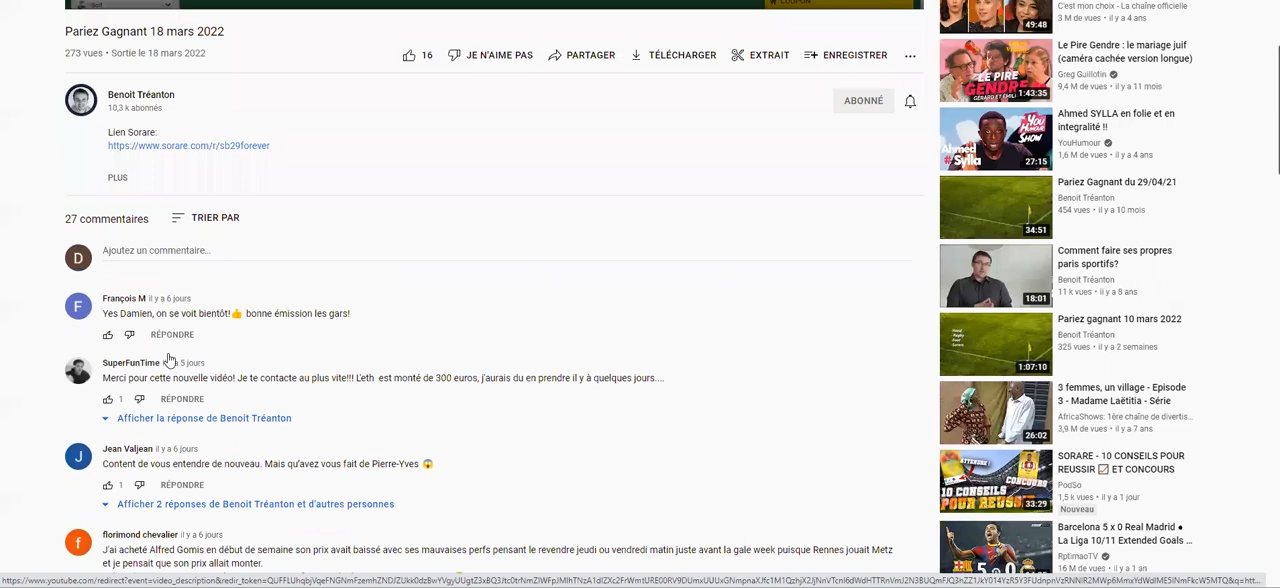 Pariez Gagnant 18 mars 2022
273 vues • Sortie le 18 mars 2022
16 JE N'AIME PAS PARTAGER TÉLÉCHARGER EXTRAIT ENREGISTRER ...
Benoit Tréanton
10,3 k abonnés
ABONNÉ
Lien Sorare:
https://www.sorare.com/r/sb29forever
PLUS
27 commentaires TRIER PAR
D
Ajoutez un commentaire...
F
François M il y a 6 jours
Yes Damien, on se voit bientôt!👍 bonne émission les gars!
RÉPONDRE
SuperFunTime 5 jours
Merci pour cette nouvelle vidéo! Je te contacte au plus vite!!! L'eth est monté de 300 euros, j'aurais du en prendre il y à quelques jours....
1 RÉPONDRE
Afficher la réponse de Benoit Tréanton
J
Jean Valjean il y a 6 jours
Content de vous entendre de nouveau. Mais qu'avez vous fait de Pierre-Yves 😱
1 RÉPONDRE
Afficher 2 réponses de Benoit Tréanton et d'autres personnes
f
florimond chevalier il y a 6 jours
J'ai acheté Alfred Gomis en début de semaine son prix avait baissé avec ses mauvaises perfs pensant le revendre jeudi ou vendredi matin juste avant la gale week puisque Rennes jouait Metz
et je pensait que son prix allait monter.
C'est mon choix - La chaîne officielle
3 M de vues • il y a 4 ans
49:48
Le Pire Gendre : le mariage juif
(caméra cachée version longue)
Greg Guillotin
9,4 M de vues • il y a 11 mois
LE PIRE
GENDRE
1:43:35
Ahmed SYLLA en folie et en
integralité !!
YouHumour
1,6 M de vues • il y a 4 ans
YOU
HUMOUR
SHOW
Ahmed
Sylla
27:15
Pariez Gagnant du 29/04/21
Benoit Tréanton
454 vues • il y a 10 mois
34:51
Comment faire ses propres
paris sportifs?
Benoit Tréanton
11 k vues • il y a 8 ans
18:01
Pariez gagnant 10 mars 2022
Benoit Tréanton
325 vues • il y a 2 semaines
1:07:10
3 femmes, un village - Episode
3 - Madame Laëtitia - Série
AfricaShows: 1ère chaîne de divertis...
3,9 M de vues • il y a 7 ans
26:02
SORARE - 10 CONSEILS POUR
REUSSIR 📈 ET CONCOURS
PodSo
1,5 k vues • il y a 1 jour
Nouveau
CONCOURS
10 CONSEILS
POUR REUSSIR
33:29
Barcelona 5 x 0 Real Madrid ●
La Liga 10/11 Extended Goals ...
RptimaoTV